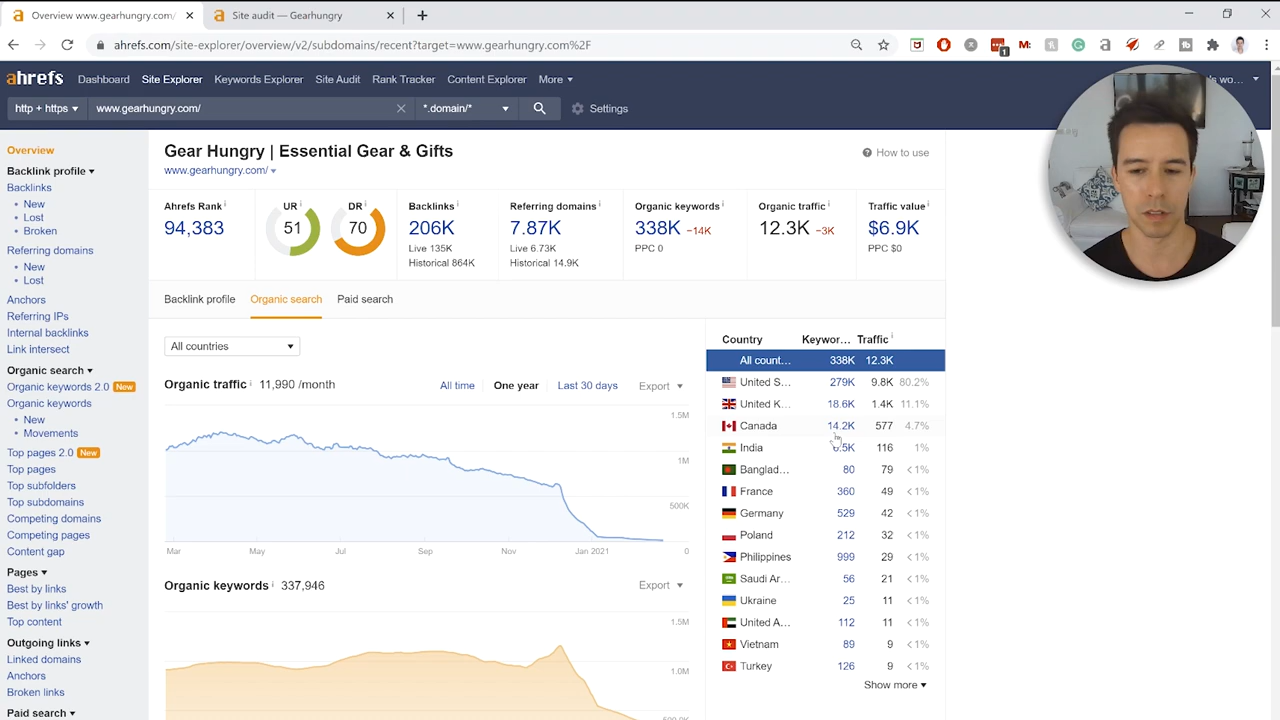 Overview www.gearhungry.com/
Site audit — Gearhungry
ahrefs.com/site-explorer/overview/v2/subdomains/recent?target=www.gearhungry.com%2F
ahrefs
Dashboard
Site Explorer
Keywords Explorer
Site Audit
Rank Tracker
Content Explorer
More
http + https
www.gearhungry.com/
*.domain/*
Settings
Overview
Backlink profile
Backlinks
New
Lost
Broken
Referring domains
New
Lost
Anchors
Referring IPs
Internal backlinks
Link intersect
Organic search
Organic keywords 2.0 New
Organic keywords
New
Movements
Top pages 2.0 New
Top pages
Top subfolders
Top subdomains
Competing domains
Competing pages
Content gap
Pages
Best by links
Best by links' growth
Top content
Outgoing links
Linked domains
Anchors
Broken links
Paid search
Gear Hungry | Essential Gear & Gifts
www.gearhungry.com/
How to use
Ahrefs Rank
94,383
UR
51
DR
70
Backlinks
206K
Live 135K
Historical 864K
Referring domains
7.87K
Live 6.73K
Historical 14.9K
Organic keywords
338K −14K
PPC 0
Organic traffic
12.3K −3K
Traffic value
$6.9K
PPC $0
Backlink profile
Organic search
Paid search
All countries
Organic traffic 11,990 /month
All time
One year
Last 30 days
Export
1.5M
1M
500K
0
Mar May Jul Sep Nov Jan 2021
Organic keywords 337,946
Export
1.5M
1.0M
Country Keywor... Traffic
All count... 338K 12.3K
United S... 279K 9.8K 80.2%
United K... 18.6K 1.4K 11.1%
Canada 14.2K 577 4.7%
India 116 1%
Banglad... 80 79 <1%
France 360 49 <1%
Germany 529 42 <1%
Poland 212 32 <1%
Philippines 999 29 <1%
Saudi Ar... 56 21 <1%
Ukraine 25 11 <1%
United A... 112 11 <1%
Vietnam 89 9 <1%
Turkey 126 9 <1%
Show more